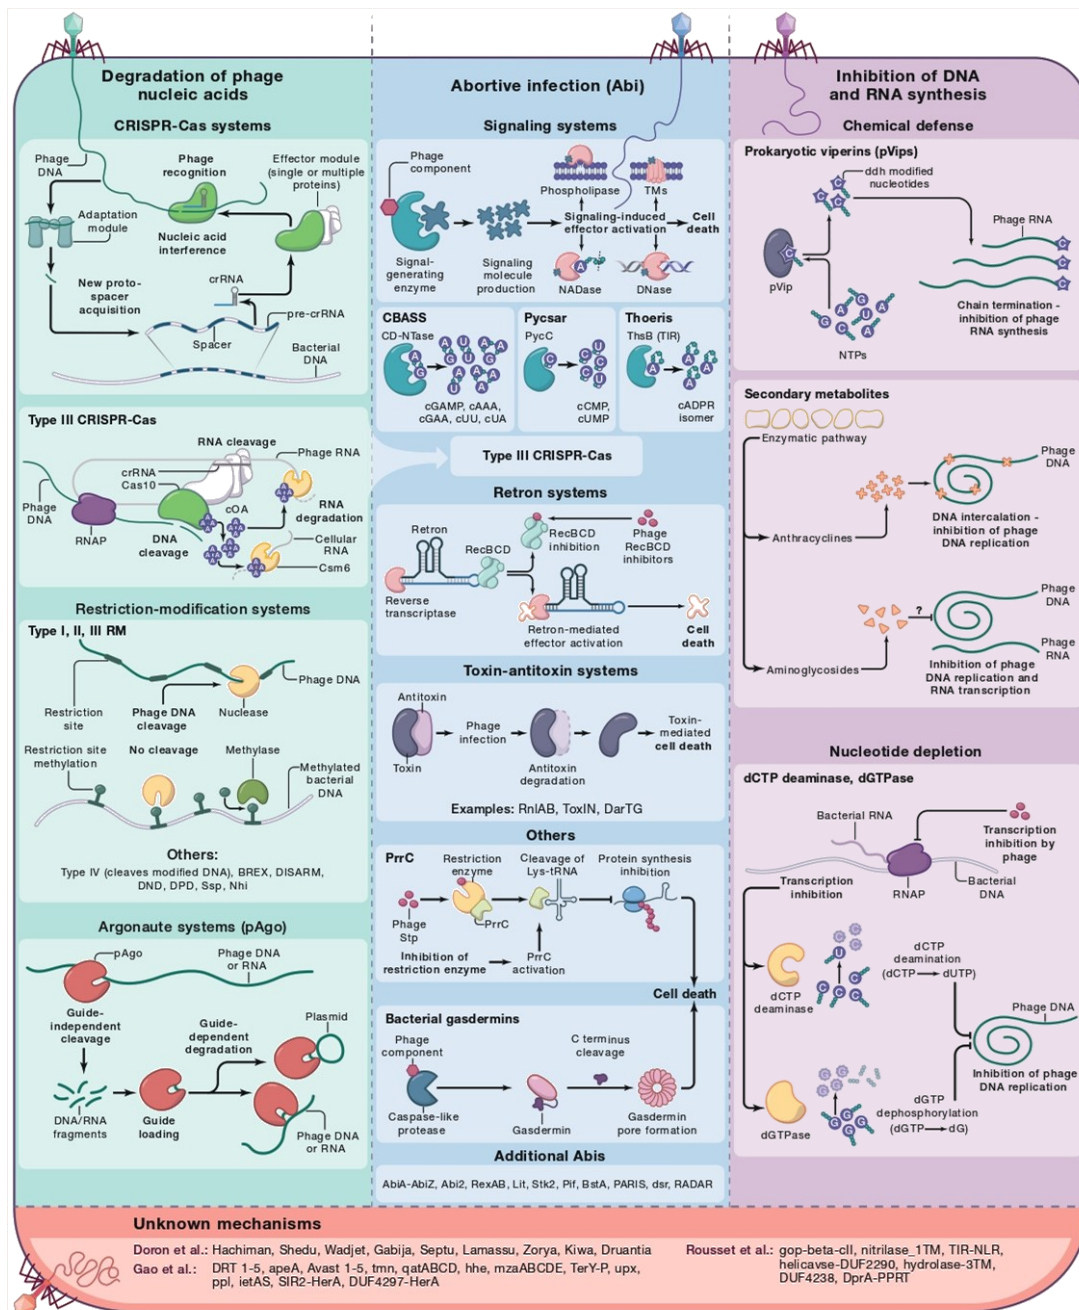 Degradation of phage
nucleic acids
CRISPR-Cas systems
Phage
DNA
Phage
recognition
Effector module
(single or multiple
proteins)
Adaptation
module
Nucleic acid
interference
New proto-
spacer
acquisition
crRNA
pre-crRNA
Spacer
Bacterial
DNA
Type III CRISPR-Cas
RNA cleavage
Phage RNA
crRNA
Cas10
cOA
Phage
DNA
RNAP
DNA
cleavage
RNA
degradation
Cellular
RNA
Csm6
Restriction-modification systems
Type I, II, III RM
Phage DNA
Restriction
site
Phage DNA
cleavage
Nuclease
Restriction site
methylation
No cleavage
Methylase
Methylated
bacterial
DNA
Others:
Type IV (cleaves modified DNA), BREX, DISARM,
DND, DPD, Ssp, Nhi
Argonaute systems (pAgo)
pAgo
Phage DNA
or RNA
Guide-
independent
cleavage
Guide-
dependent
degradation
Plasmid
DNA/RNA
fragments
Guide
loading
Phage DNA
or RNA
Abortive infection (Abi)
Signaling systems
Phage
component
Phospholipase
TMs
Signaling-induced
effector activation
Cell
death
Signal-
generating
enzyme
Signaling
molecule
production
A
NADase
DNase
CBASS
CD-NTase
A
G
A U A A
G U G
U A A
A A
cGAMP, cAAA,
cGAA, cUU, cUA
Pycsar
PycC
C
C U
C C
C U
cCMP,
cUMP
Thoeris
ThsB (TIR)
A
A A
A A
cADPR
isomer
Type III CRISPR-Cas
Retron systems
Retron
RecBCD
RecBCD
inhibition
Phage
RecBCD
inhibitors
Reverse
transcriptase
Retron-mediated
effector activation
Cell
death
Toxin-antitoxin systems
Antitoxin
Toxin
Phage
infection
Antitoxin
degradation
Toxin-
mediated
cell death
Examples: RnlAB, ToxIN, DarTG
Others
PrrC
Restriction
enzyme
Cleavage of
Lys-tRNA
Protein synthesis
inhibition
Phage
Stp
PrrC
Inhibition of
restriction enzyme
PrrC
activation
Cell death
Bacterial gasdermins
Phage
component
C terminus
cleavage
Caspase-like
protease
Gasdermin
Gasdermin
pore formation
Additional Abis
AbiA-AbiZ, Abi2, RexAB, Lit, Stk2, Pif, BstA, PARIS, dsr, RADAR
Inhibition of DNA
and RNA synthesis
Chemical defense
Prokaryotic viperins (pVips)
ddh modified
nucleotides
C C
C C
Phage RNA
C
C
C
pVip
C
G C A G U A
NTPs
Chain termination -
inhibition of phage
RNA synthesis
Secondary metabolites
Enzymatic pathway
Phage
DNA
Anthracyclines
DNA intercalation -
inhibition of phage
DNA replication
Phage
DNA
?
Phage
RNA
Aminoglycosides
Inhibition of phage
DNA replication and
RNA transcription
Nucleotide depletion
dCTP deaminase, dGTPase
Bacterial RNA
Transcription
inhibition by
phage
Transcription
inhibition
RNAP
Bacterial
DNA
dCTP
deaminase
U
C C C
dCTP
deamination
(dCTP → dUTP)
Phage DNA
Inhibition of phage
DNA replication
dGTPase
G G G
dGTP
dephosphorylation
(dGTP → dG)
Unknown mechanisms
Doron et al.: Hachiman, Shedu, Wadjet, Gabija, Septu, Lamassu, Zorya, Kiwa, Druantia
Gao et al.: DRT 1-5, apeA, Avast 1-5, tmn, qatABCD, hhe, mzaABCDE, TerY-P, upx,
ppl, ietAS, SIR2-HerA, DUF4297-HerA
Rousset et al.: gop-beta-cII, nitrilase_1TM, TIR-NLR,
helicavse-DUF2290, hydrolase-3TM,
DUF4238, DprA-PPRT